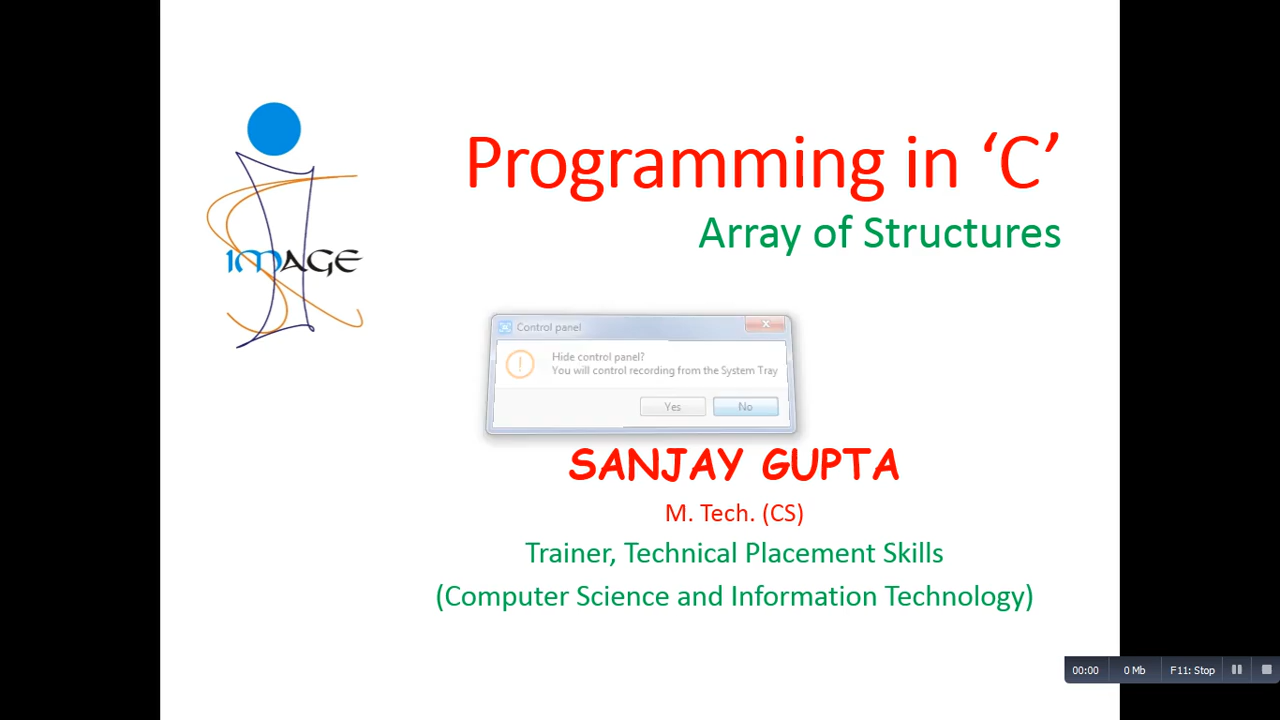 Programming in ‘C’
Array of Structures
IMAGE
Control panel
Hide control panel?
You will control recording from the System Tray
Yes
No
SANJAY GUPTA
M. Tech. (CS)
Trainer, Technical Placement Skills
(Computer Science and Information Technology)
00:00
0 Mb
F11: Stop